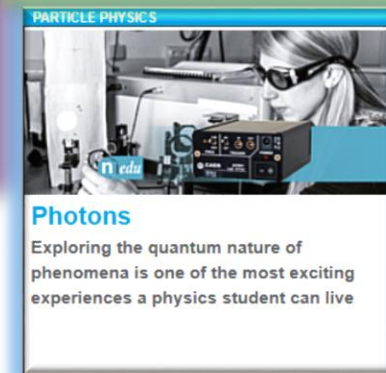 PARTICLE PHYSICS
n edu
CAEN
Photons
Exploring the quantum nature of
phenomena is one of the most exciting
experiences a physics student can live